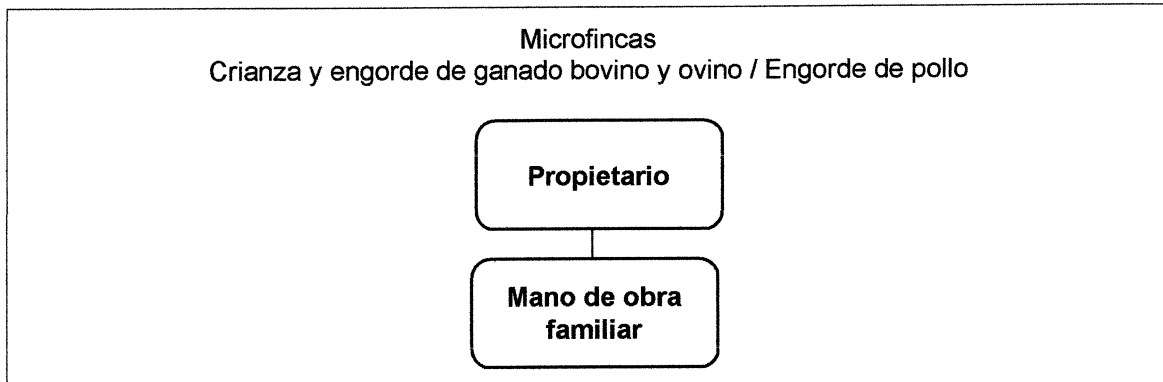 Microfincas
Crianza y engorde de ganado bovino y ovino / Engorde de pollo
Propietario
Mano de obra
familiar